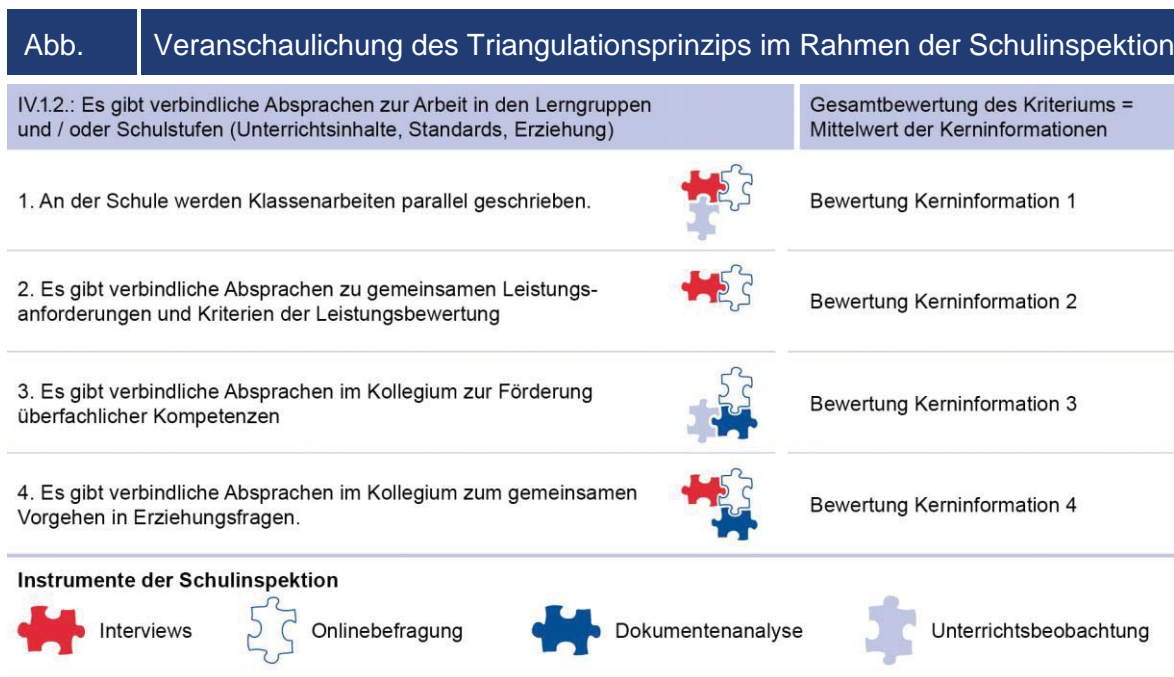 Abb. Veranschaulichung des Triangulationsprinzips im Rahmen der Schulinspektion
IV.1.2.: Es gibt verbindliche Absprachen zur Arbeit in den Lerngruppen
und / oder Schulstufen (Unterrichtsinhalte, Standards, Erziehung)
Gesamtbewertung des Kriteriums =
Mittelwert der Kerninformationen
1. An der Schule werden Klassenarbeiten parallel geschrieben.
Bewertung Kerninformation 1
2. Es gibt verbindliche Absprachen zu gemeinsamen Leistungs-
anforderungen und Kriterien der Leistungsbewertung
Bewertung Kerninformation 2
3. Es gibt verbindliche Absprachen im Kollegium zur Förderung
überfachlicher Kompetenzen
Bewertung Kerninformation 3
4. Es gibt verbindliche Absprachen im Kollegium zum gemeinsamen
Vorgehen in Erziehungsfragen.
Bewertung Kerninformation 4
Instrumente der Schulinspektion
Interviews Onlinebefragung Dokumentenanalyse Unterrichtsbeobachtung